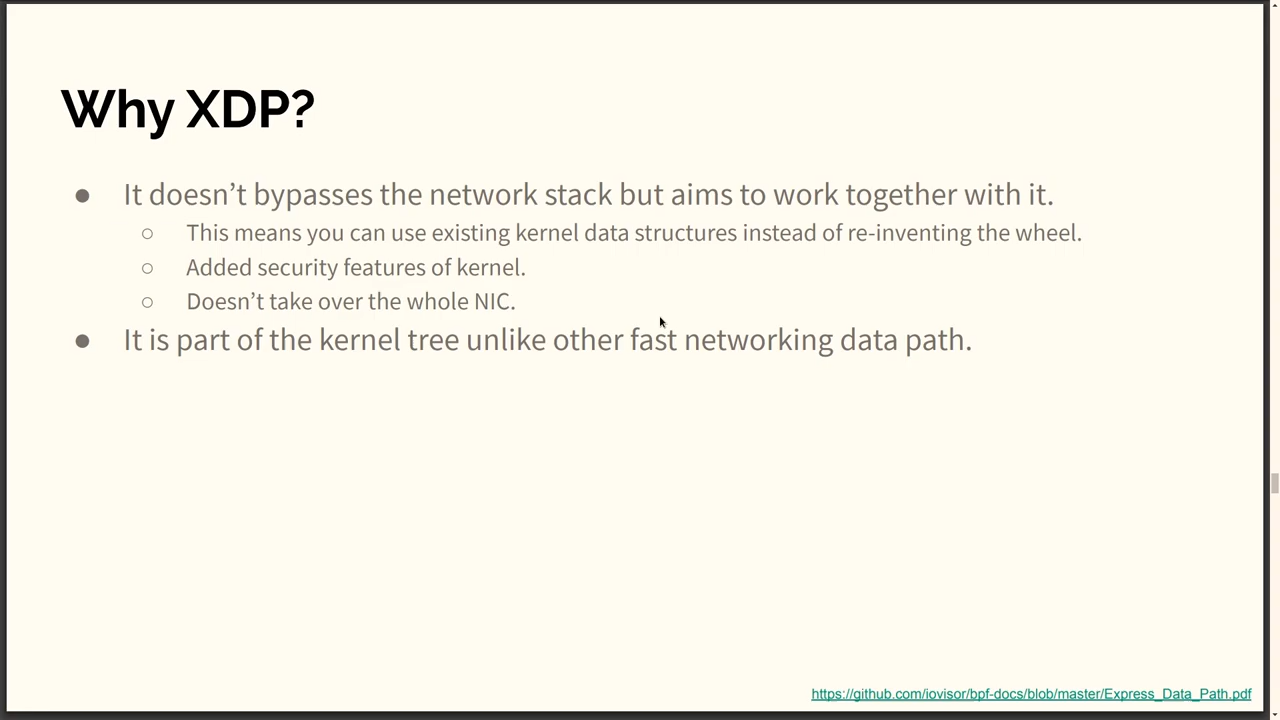 Why XDP?
● It doesn’t bypasses the network stack but aims to work together with it.
○ This means you can use existing kernel data structures instead of re-inventing the wheel.
○ Added security features of kernel.
○ Doesn’t take over the whole NIC.
● It is part of the kernel tree unlike other fast networking data path.
https://github.com/iovisor/bpf-docs/blob/master/Express_Data_Path.pdf